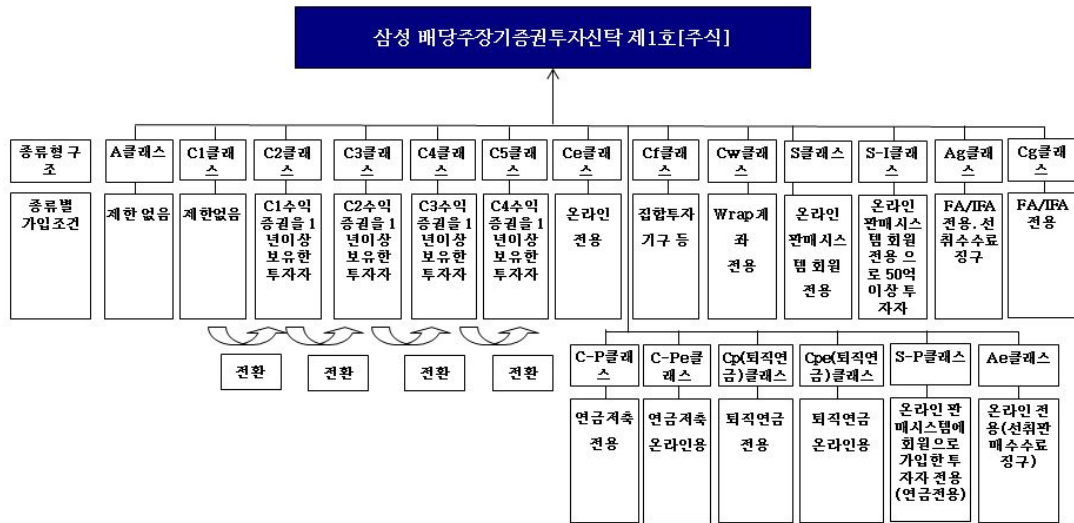 삼성 배당주장기증권투자신탁 제1호[주식]
종류형 구
조
A클래스
C1클래
스
C2클래
스
C3클래
스
C4클래
스
C5클래
스
Ce클래
스
Cf클래
스
Cw클래
스
S클래스
S-I클래
스
Ag클래
스
Cg클래
스
종류별
가입조건
제한 없음
제한없음
C1수익
증권을 1
년이상
보유한
투자자
C2수익
증권을 1
년이상
보유한
투자자
C3수익
증권을 1
년이상
보유한
투자자
C4수익
증권을 1
년이상
보유한
투자자
온라인
전용
집합투자
기구 등
Wrap 계
좌
전용
온라인
판매시스
템 회원
전용
온라인
판매시스
템 회원
전용 으
로 50억
이상 투
자자
FA/IFA
전용. 선
취수수료
징구
FA/IFA
전용
전환
전환
전환
전환
C-P클래
스
C-Pe클
래스
Cp(퇴직연
금)클래스
Cpe(퇴직연
금)클래스
S-P클래스
Ae클래스
연금저축
전용
연금저축
온라인용
퇴직연금
전용
퇴직연금
온라인용
온라인 판
매시스템에
회원으로
가입한 투
자자 전용
(연금전용)
온라인 전
용(선취판
매수수료
징구)